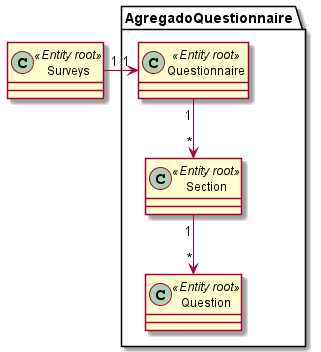 AgregadoQuestionnaire
C «Entity root»
Surveys
1 1
C «Entity root»
Questionnaire
1
*
C «Entity root»
Section
1
*
C «Entity root»
Question